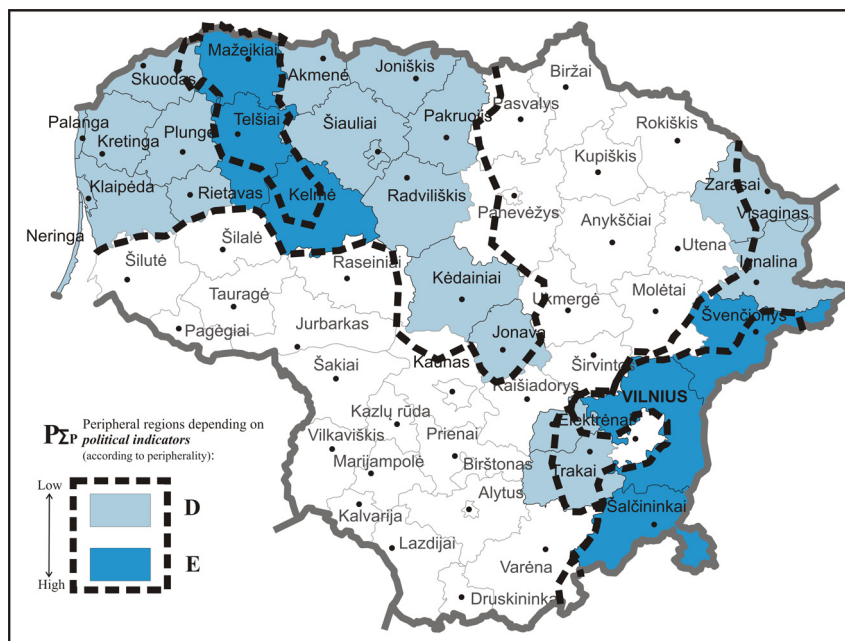 Mažeikiai
Skuodas
Akmenė
Joniškis
Biržai
Pasvalys
Palanga
Kretinga
Plungė
Telšiai
Šiauliai
Pakruojis
Rokiškis
Kupiškis
Klaipėda
Rietavas
Kelmė
Radviliškis
Panevėžys
Zarasai
Visaginas
Anykščiai
Neringa
Šilalė
Utena
Ignalina
Šilutė
Raseiniai
Kėdainiai
Ukmergė
Molėtai
Tauragė
Švenčionys
Pagėgiai
Jurbarkas
Jonava
Kaunas
Širvintos
Šakiai
Kaišiadorys
VILNIUS
Kazlų rūda
Elektrėnai
Vilkaviškis
Prienai
Marijampolė
Birštonas
Trakai
Alytus
Kalvarija
Šalčininkai
Lazdijai
Varėna
Druskininkai
PΣP
Peripheral regions depending on
political indicators
(according to peripherality):
Low
D
E
High